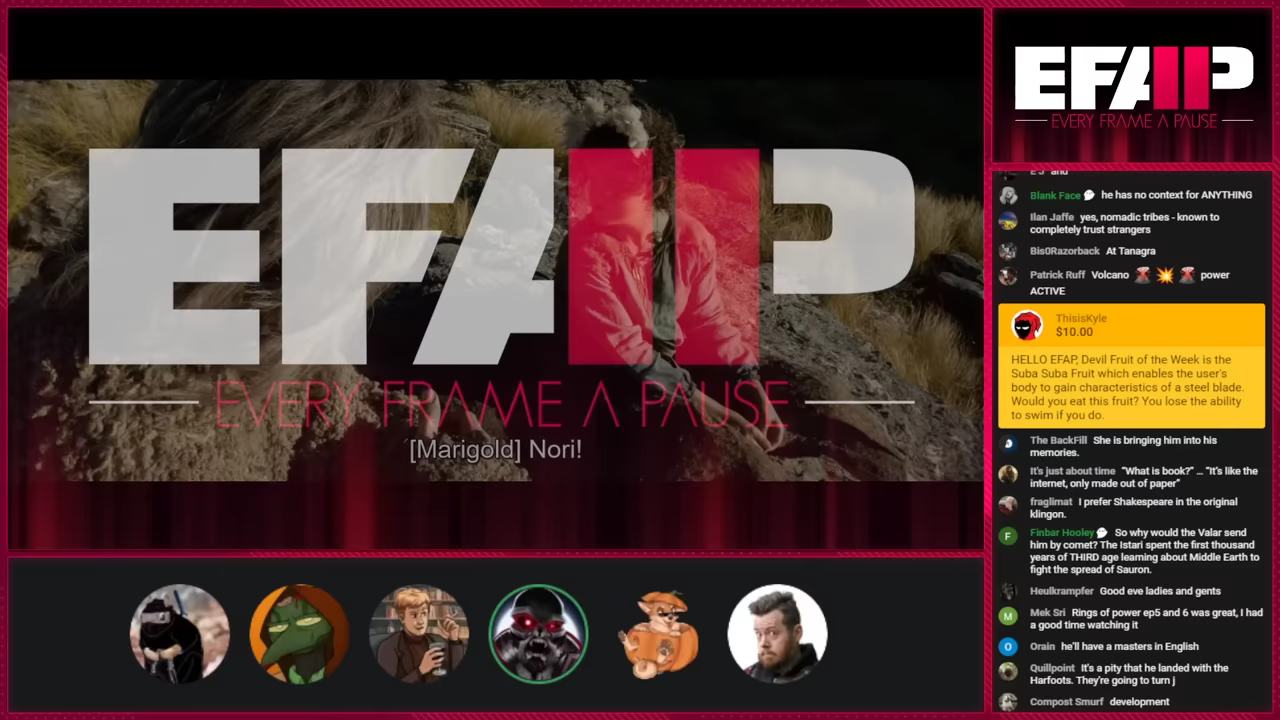 EFAP
EVERY FRAME A PAUSE
[Marigold] Nori!
EFAP
EVERY FRAME A PAUSE
and
Blank Face he has no context for ANYTHING
Ilan Jaffe yes, nomadic tribes - known to
completely trust strangers
Bis0Razorback At Tanagra
Patrick Ruff Volcano 🌋 💥 🌋 power
ACTIVE
ThisisKyle
$10.00
HELLO EFAP, Devil Fruit of the Week is the
Suba Suba Fruit which enables the user's
body to gain characteristics of a steel blade.
Would you eat this fruit? You lose the ability
to swim if you do.
The BackFill She is bringing him into his
memories.
It's just about time “What is book?” … “It’s like the
internet, only made out of paper”
fraglimat I prefer Shakespeare in the original
klingon.
F Finbar Hooley So why would the Valar send
him by comet? The Istari spent the first thousand
years of THIRD age learning about Middle Earth to
fight the spread of Sauron.
Heulkrampfer Good eve ladies and gents
M Mek Sri Rings of power ep5 and 6 was great, I had
a good time watching it
O Orain he'll have a masters in English
Quillpoint It's a pity that he landed with the
Harfoots. They're going to turn j
Compost Smurf development